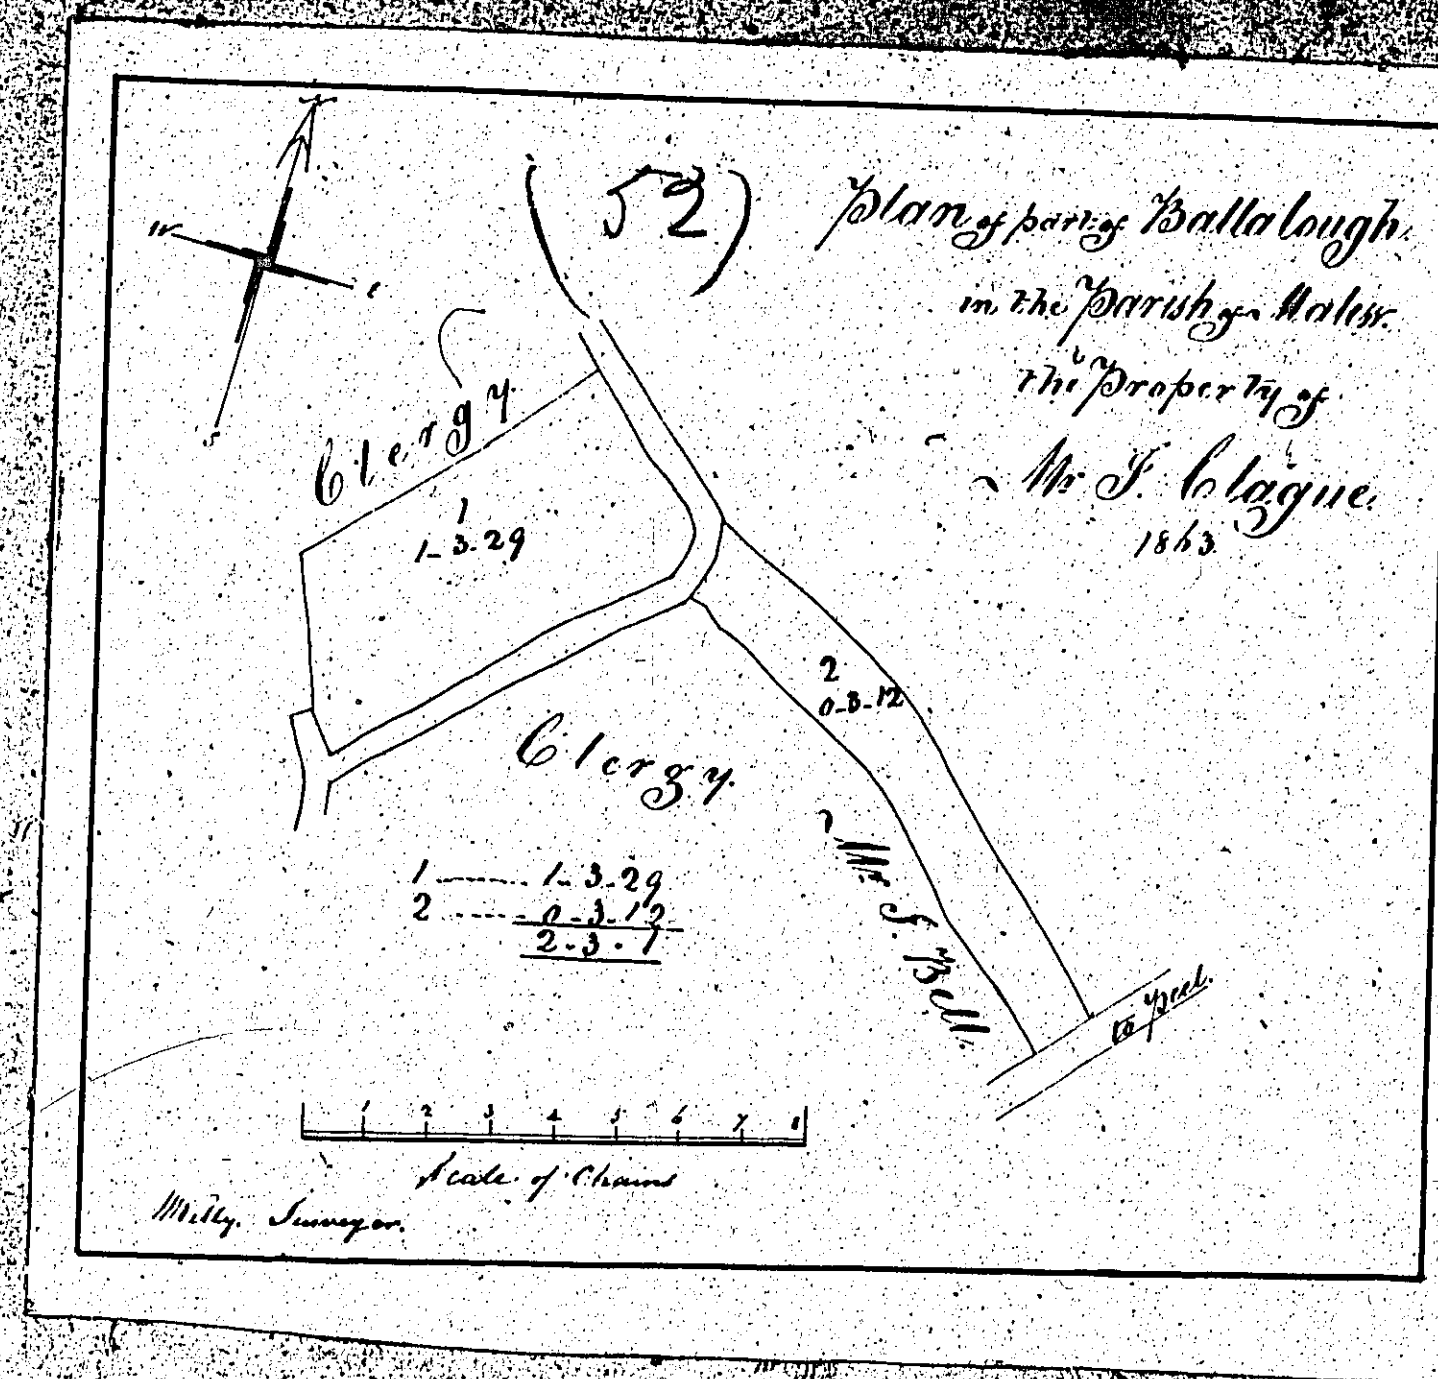 (52)
Plan of part of Ballalough
in the Parish of Malew.
the Property of
Mr J. Clague.
1863
N
W
E
S
Clergy
1
1-3-29
2
0-3-12
Clergy.
Mr J. Bell.
to Peel.
1 ------- 1-3-29
2 ------ 0-3-12
2-3-1
1 2 3 4 5 6 7 8
Scale of Chains
Surveyor.